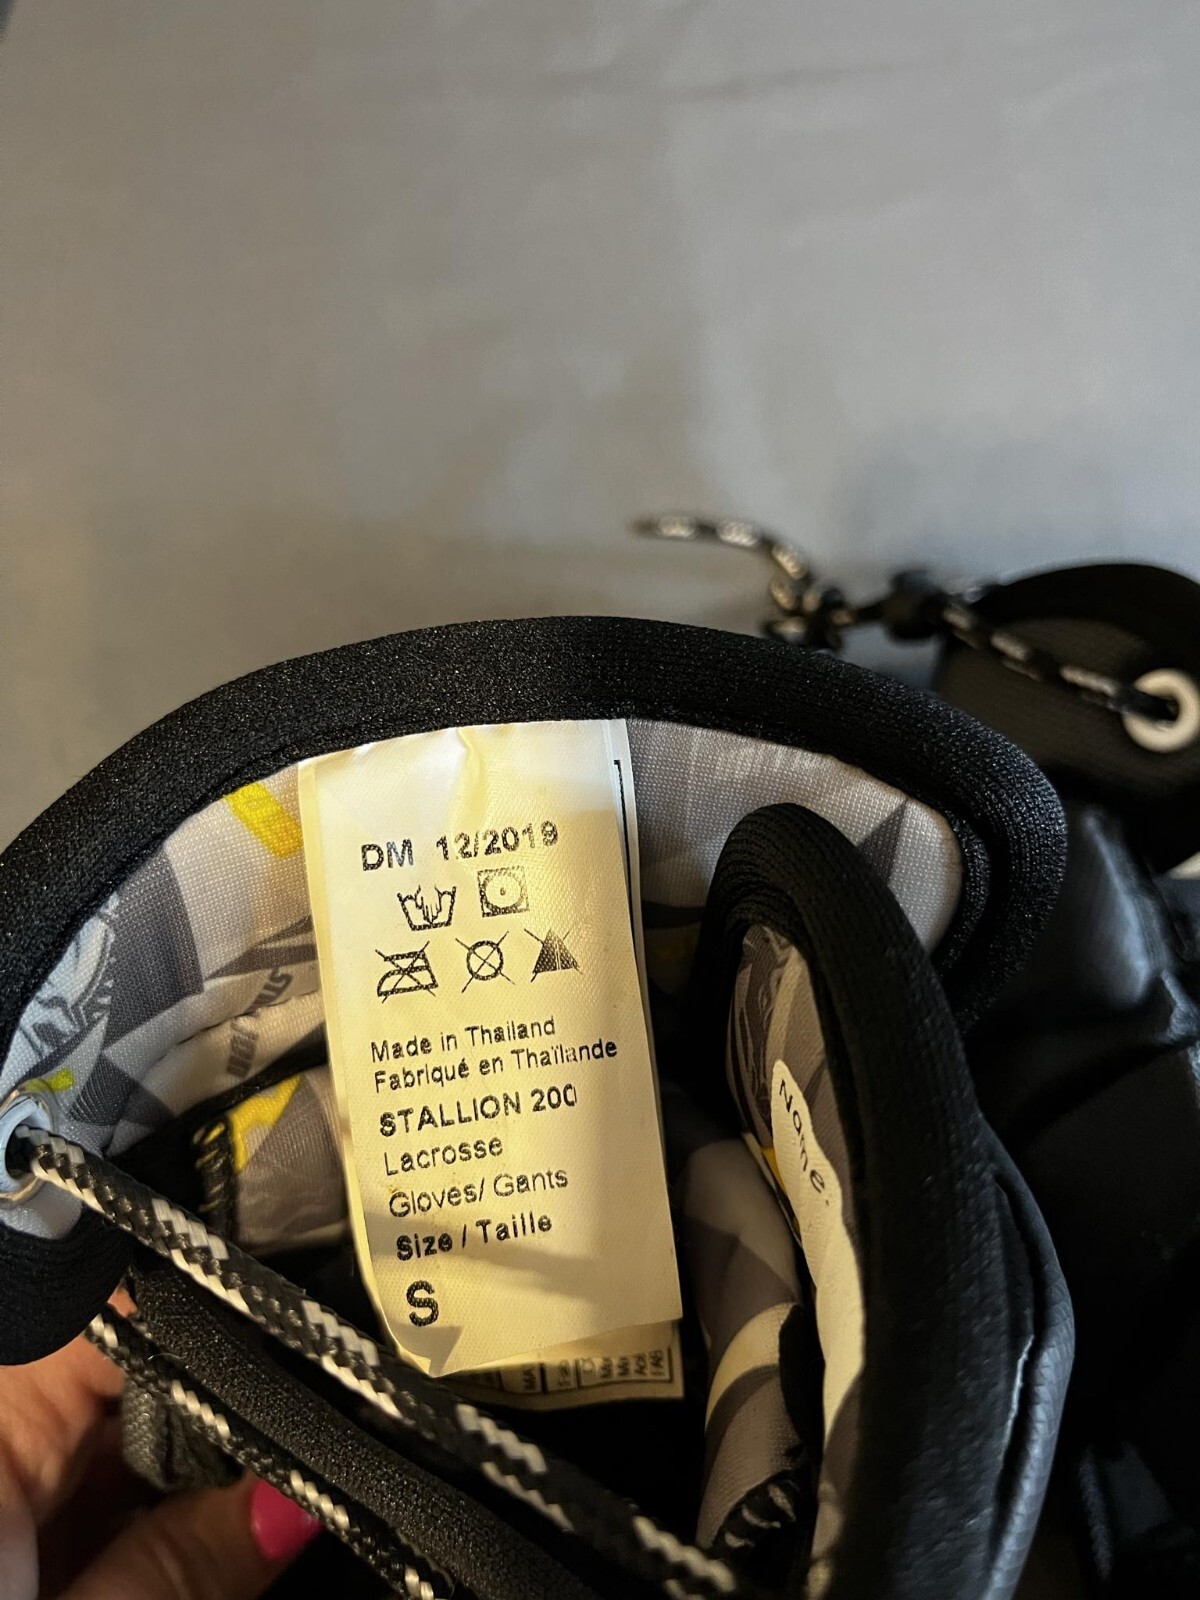 DM 12/2019
Made in Thailand
Fabriqué en Thaïlande
STALLION 200
Lacrosse
Gloves/ Gants
Size / Taille
S
Name: